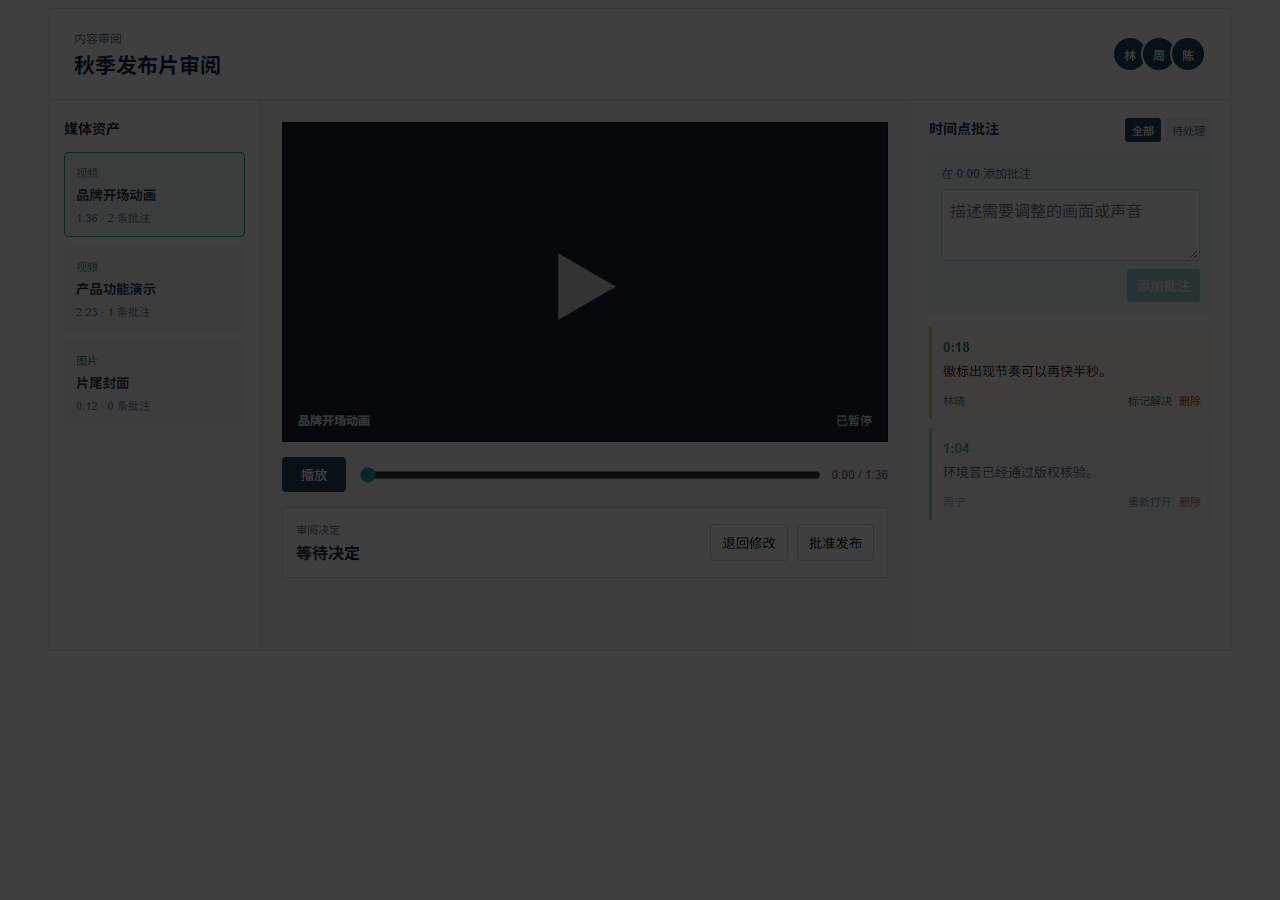 内容审阅
秋季发布片审阅
林 周 陈
媒体资产
视频
品牌开场动画
1:36 · 2 条批注
视频
产品功能演示
2:23 · 1 条批注
图片
片尾封面
0:12 · 0 条批注
品牌开场动画
已暂停
播放
0:00 / 1:36
审阅决定
等待决定
退回修改
批准发布
时间点批注
全部
待处理
在 0:00 添加批注
描述需要调整的画面或声音
添加批注
0:18
徽标出现节奏可以再快半秒。
林晓
标记解决 删除
1:04
环境音已经通过版权核验。
周宁
重新打开 删除